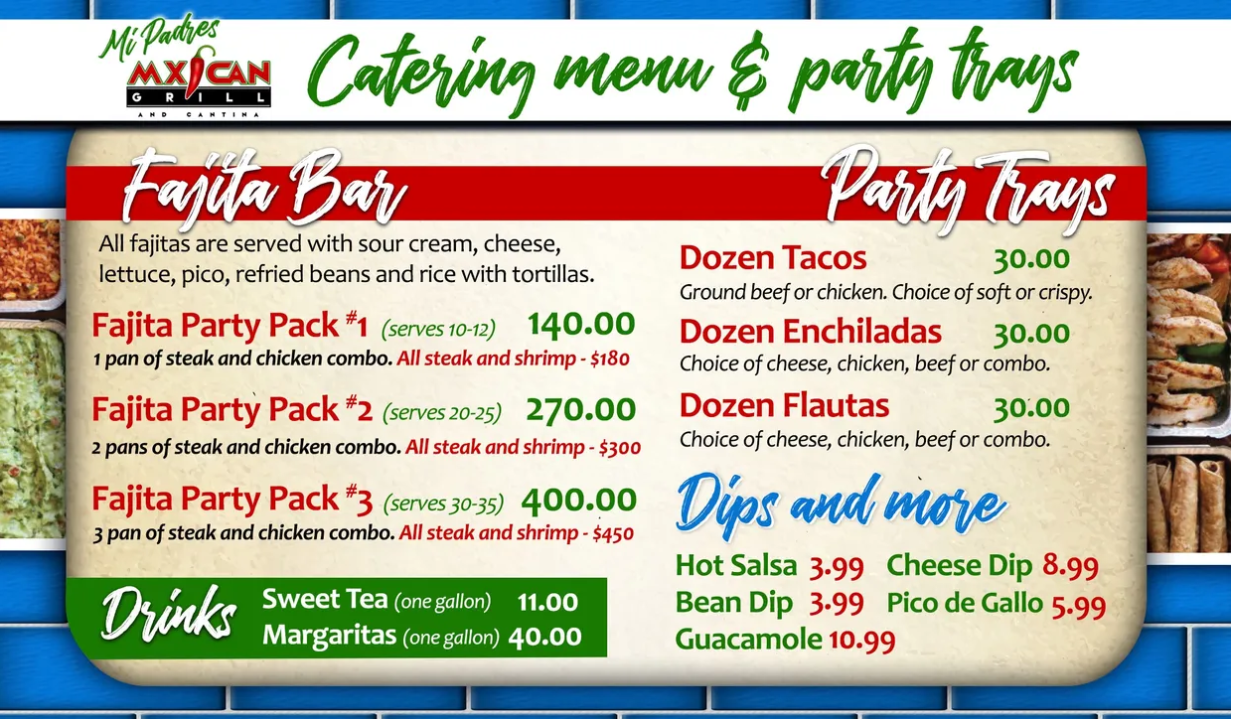 Mi Padres
MXICAN
GRILL
AND CANTINA
Catering menu & party trays
Fajita Bar
All fajitas are served with sour cream, cheese,
lettuce, pico, refried beans and rice with tortillas.
Fajita Party Pack #1 (serves 10-12) 140.00
1 pan of steak and chicken combo. All steak and shrimp - $180
Fajita Party Pack #2 (serves 20-25) 270.00
2 pans of steak and chicken combo. All steak and shrimp - $300
Fajita Party Pack #3 (serves 30-35) 400.00
3 pan of steak and chicken combo. All steak and shrimp - $450
Drinks
Sweet Tea (one gallon) 11.00
Margaritas (one gallon) 40.00
Party Trays
Dozen Tacos 30.00
Ground beef or chicken. Choice of soft or crispy.
Dozen Enchiladas 30.00
Choice of cheese, chicken, beef or combo.
Dozen Flautas 30.00
Choice of cheese, chicken, beef or combo.
Dips and more
Hot Salsa 3.99 Cheese Dip 8.99
Bean Dip 3.99 Pico de Gallo 5.99
Guacamole 10.99